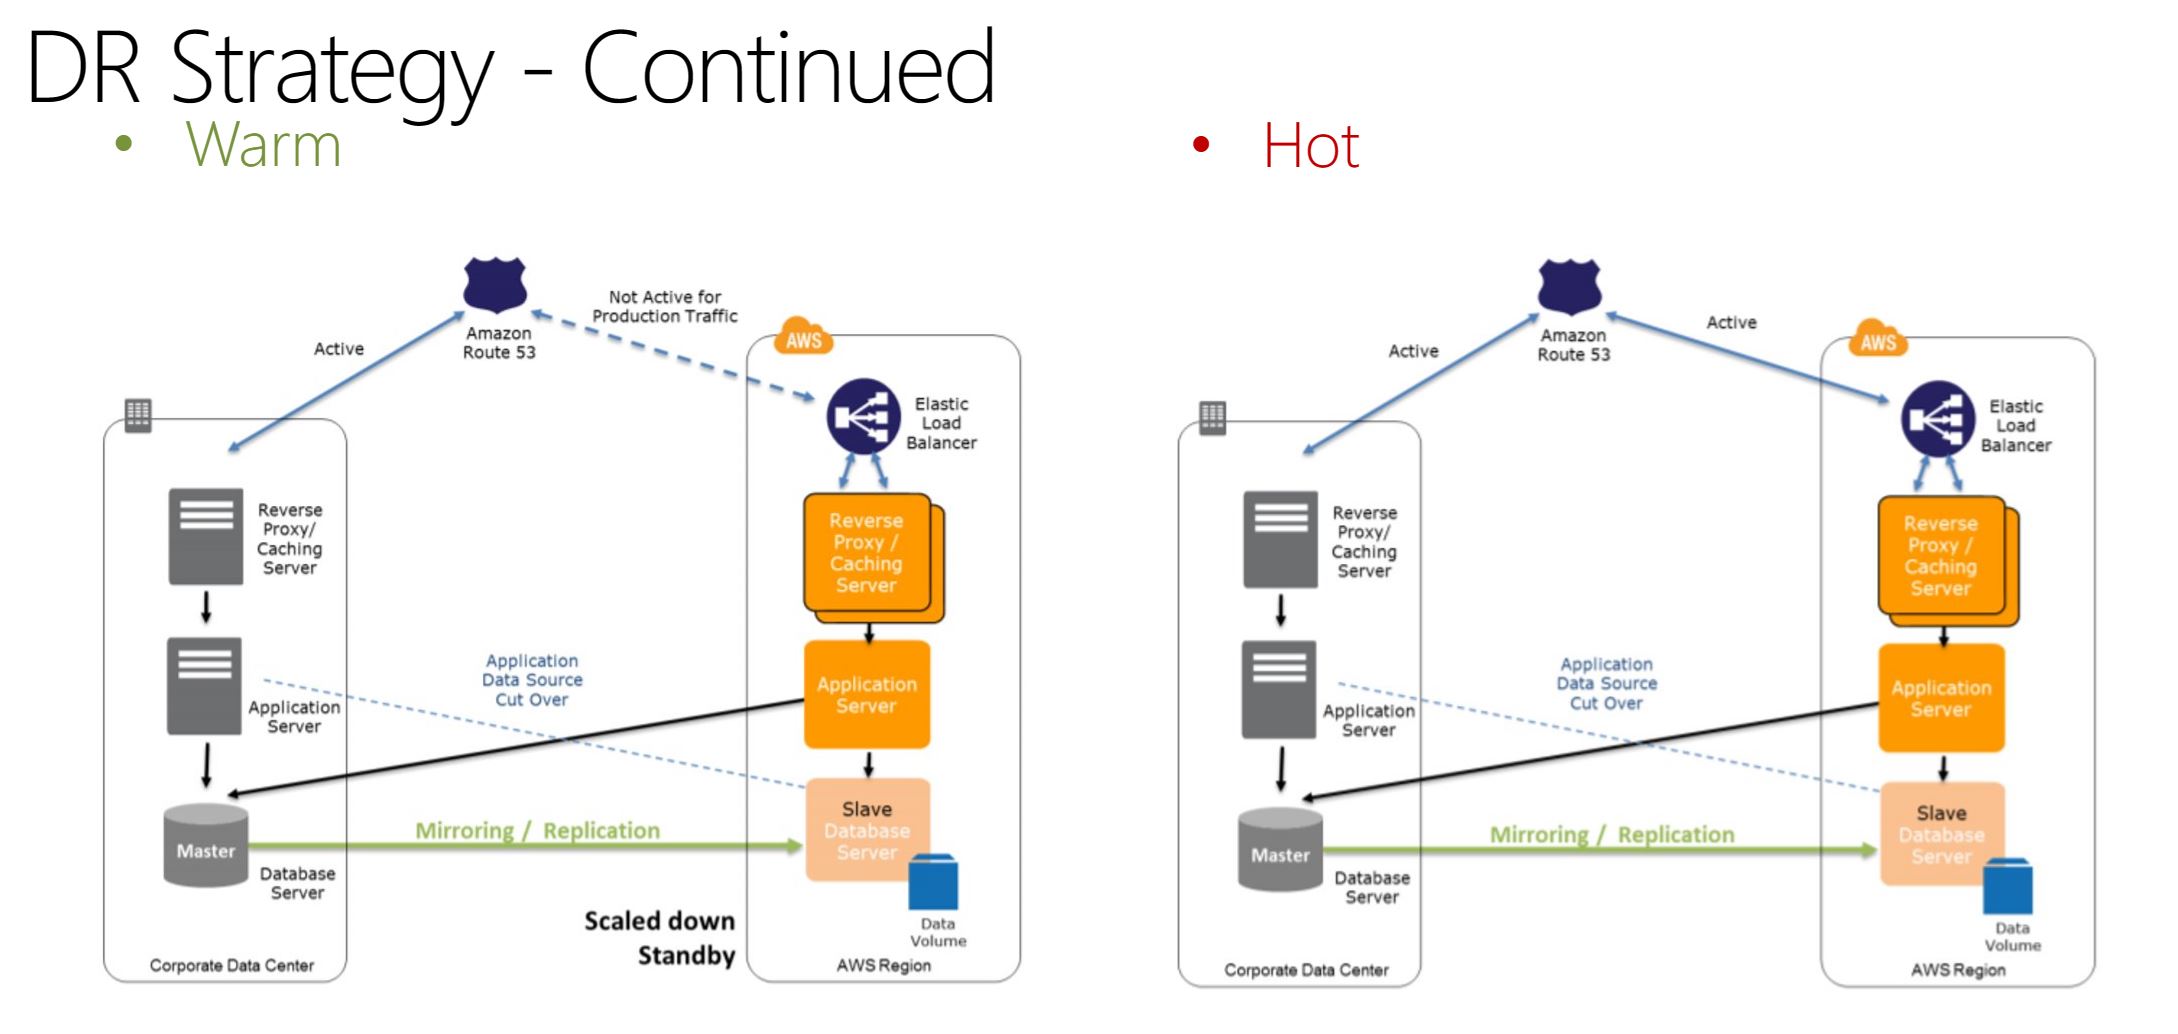 DR Strategy - Continued
• Warm
Amazon
Route 53
Active
Not Active for
Production Traffic
AWS
Elastic
Load
Balancer
Reverse
Proxy/
Caching
Server
Reverse
Proxy /
Caching
Server
Application
Server
Application
Data Source
Cut Over
Application
Server
Master
Database
Server
Mirroring / Replication
Slave
Database
Server
Data
Volume
Scaled down
Standby
Corporate Data Center
AWS Region
• Hot
Amazon
Route 53
Active
Active
AWS
Elastic
Load
Balancer
Reverse
Proxy/
Caching
Server
Reverse
Proxy /
Caching
Server
Application
Server
Application
Data Source
Cut Over
Application
Server
Master
Database
Server
Mirroring / Replication
Slave
Database
Server
Data
Volume
Corporate Data Center
AWS Region